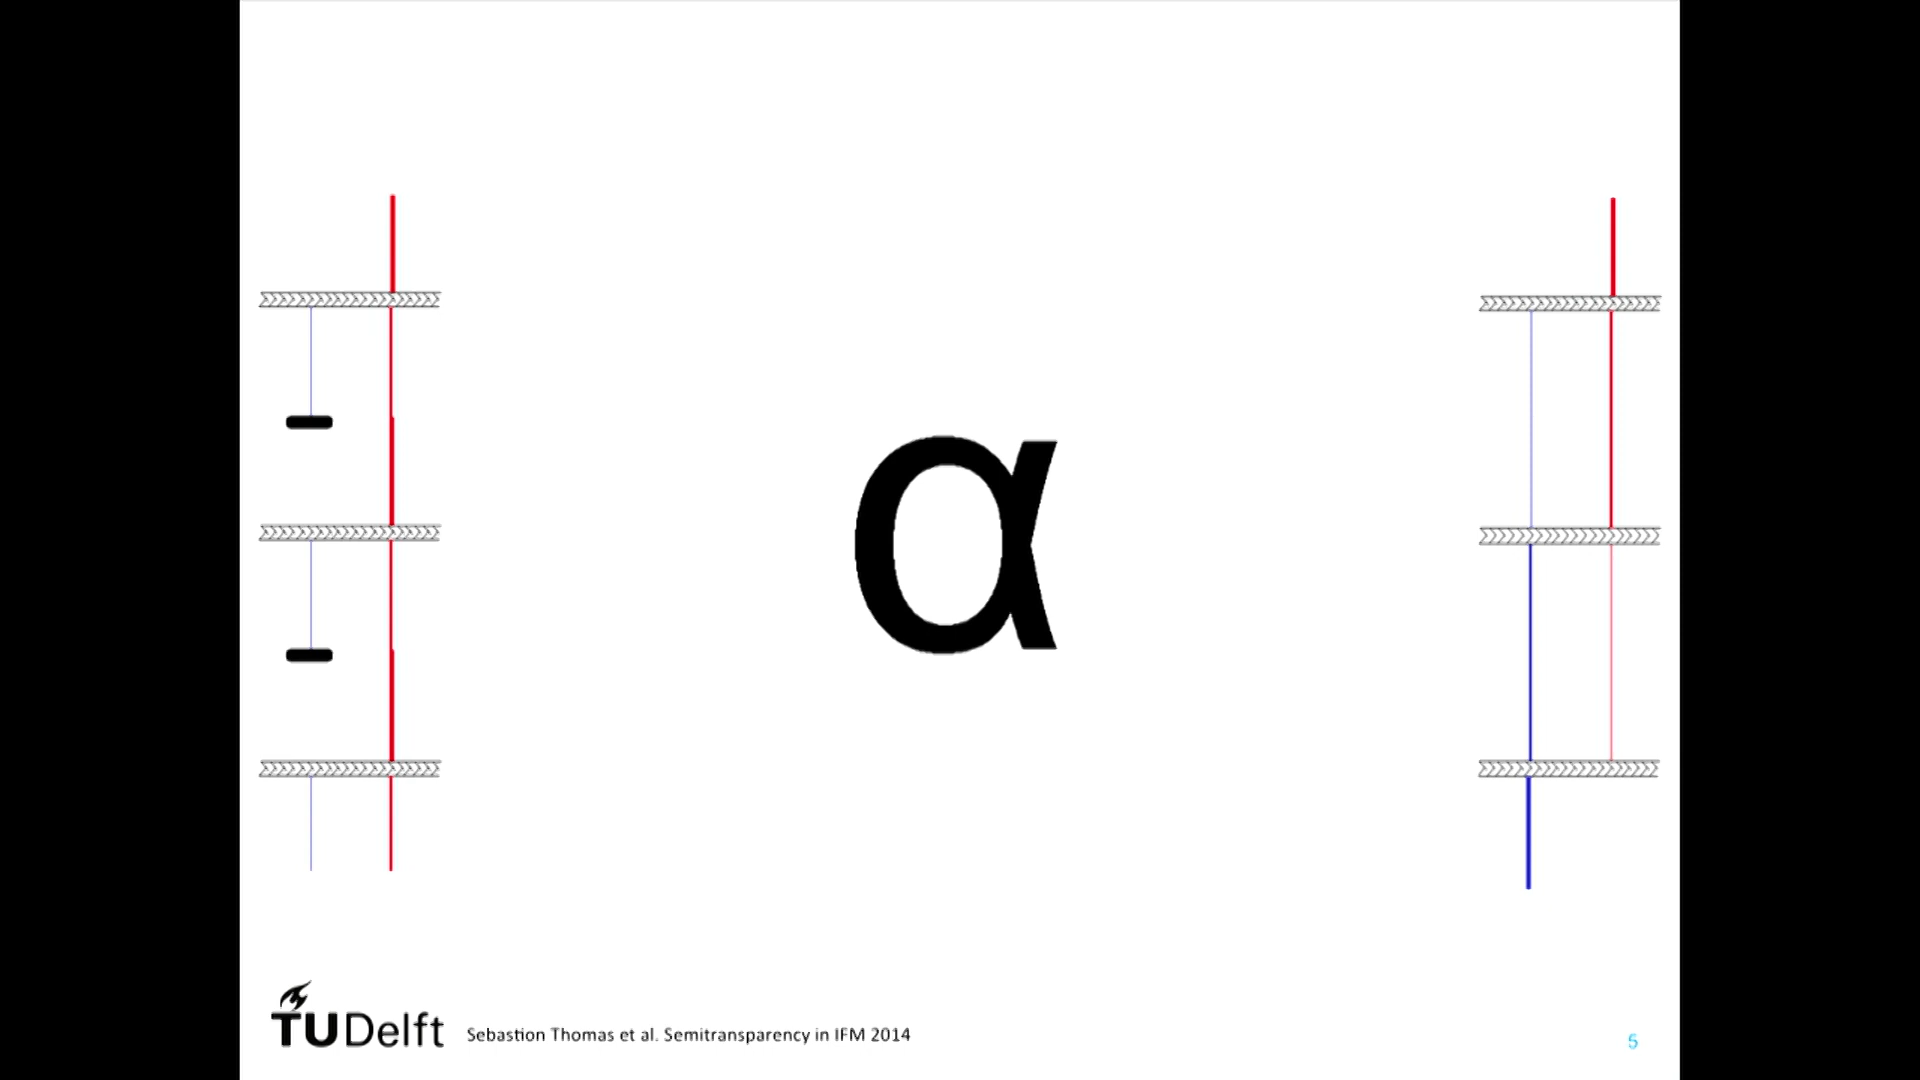 α
TUDelft
Sebastion Thomas et al. Semitransparency in IFM 2014
5